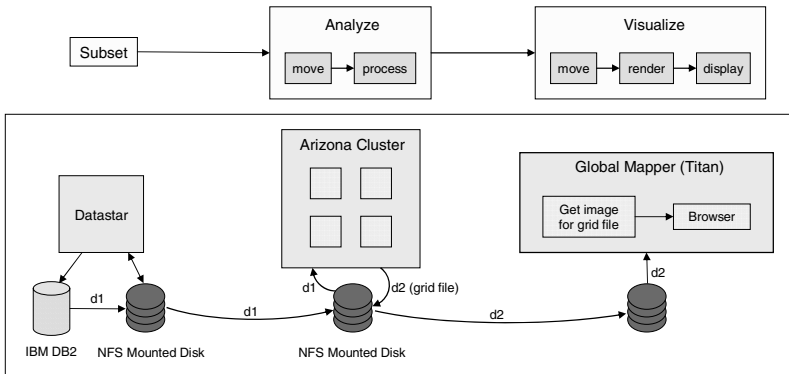 Subset
Analyze
move
process
Visualize
move
render
display
Arizona Cluster
Global Mapper (Titan)
Get image
for grid file
Browser
Datastar
d1
d2 (grid file)
d2
d1
d1
d2
IBM DB2
NFS Mounted Disk
NFS Mounted Disk